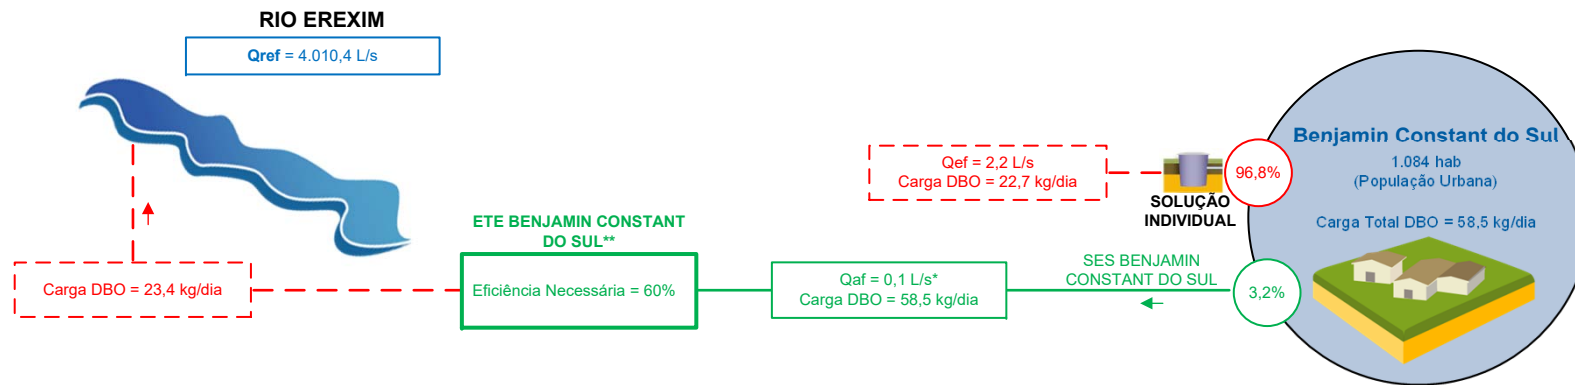 RIO EREXIM
Qref = 4.010,4 L/s
Benjamin Constant do Sul
1.084 hab
(População Urbana)
Carga Total DBO = 58,5 kg/dia
Qef = 2,2 L/s
Carga DBO = 22,7 kg/dia
96,8%
SOLUÇÃO
INDIVIDUAL
ETE BENJAMIN CONSTANT
DO SUL**
Eficiência Necessária = 60%
Carga DBO = 23,4 kg/dia
Qaf = 0,1 L/s*
Carga DBO = 58,5 kg/dia
SES BENJAMIN
CONSTANT DO SUL
3,2%